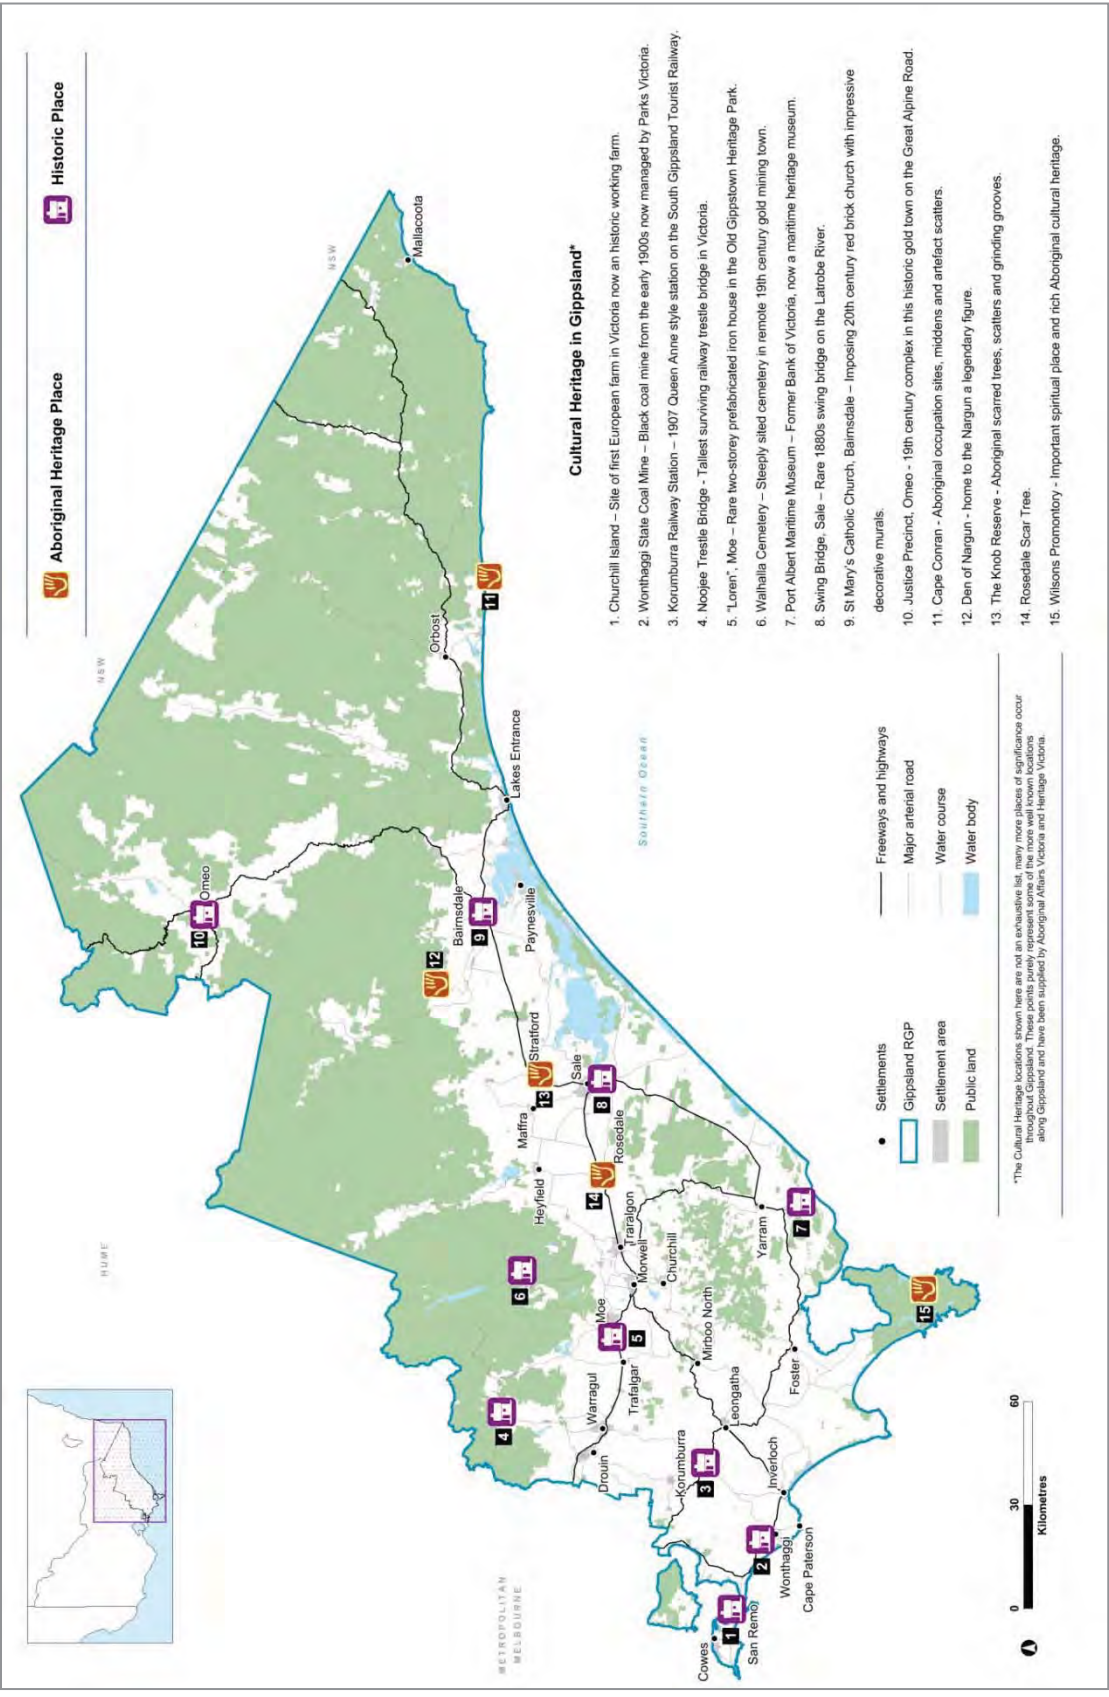 Aboriginal Heritage Place
Historic Place
NSW
NSW
HUME
METROPOLITAN
MELBOURNE
Southern Ocean
Mallacoota
Orbost
Lakes Entrance
Omeo
Bairnsdale
Paynesville
Stratford
Sale
Maffra
Rosedale
Heyfield
Traralgon
Morwell
Churchill
Yarram
Moe
Mirboo North
Foster
Trafalgar
Warragul
Leongatha
Drouin
Korumburra
Inverloch
Wonthaggi
Cape Paterson
San Remo
Cowes
1
2
3
4
5
6
7
8
9
10
11
12
13
14
15
Cultural Heritage in Gippsland*
1. Churchill Island – Site of first European farm in Victoria now an historic working farm.
2. Wonthaggi State Coal Mine – Black coal mine from the early 1900s now managed by Parks Victoria.
3. Korumburra Railway Station – 1907 Queen Anne style station on the South Gippsland Tourist Railway.
4. Noojee Trestle Bridge - Tallest surviving railway trestle bridge in Victoria.
5. "Loren", Moe – Rare two-storey prefabricated iron house in the Old Gippstown Heritage Park.
6. Walhalla Cemetery – Steeply sited cemetery in remote 19th century gold mining town.
7. Port Albert Maritime Museum – Former Bank of Victoria, now a maritime heritage museum.
8. Swing Bridge, Sale – Rare 1880s swing bridge on the Latrobe River.
9. St Mary's Catholic Church, Bairnsdale – Imposing 20th century red brick church with impressive
decorative murals.
10. Justice Precinct, Omeo - 19th century complex in this historic gold town on the Great Alpine Road.
11. Cape Conran - Aboriginal occupation sites, middens and artefact scatters.
12. Den of Nargun - home to the Nargun a legendary figure.
13. The Knob Reserve - Aboriginal scarred trees, scatters and grinding grooves.
14. Rosedale Scar Tree.
15. Wilsons Promontory - Important spiritual place and rich Aboriginal cultural heritage.
Settlements
Gippsland RGP
Settlement area
Public land
Freeways and highways
Major arterial road
Water course
Water body
*The Cultural Heritage locations shown here are not an exhaustive list, many more places of significance occur
throughout Gippsland. These points purely represent some of the more well known locations
along Gippsland and have been supplied by Aboriginal Affairs Victoria and Heritage Victoria.
0
30
60
Kilometres